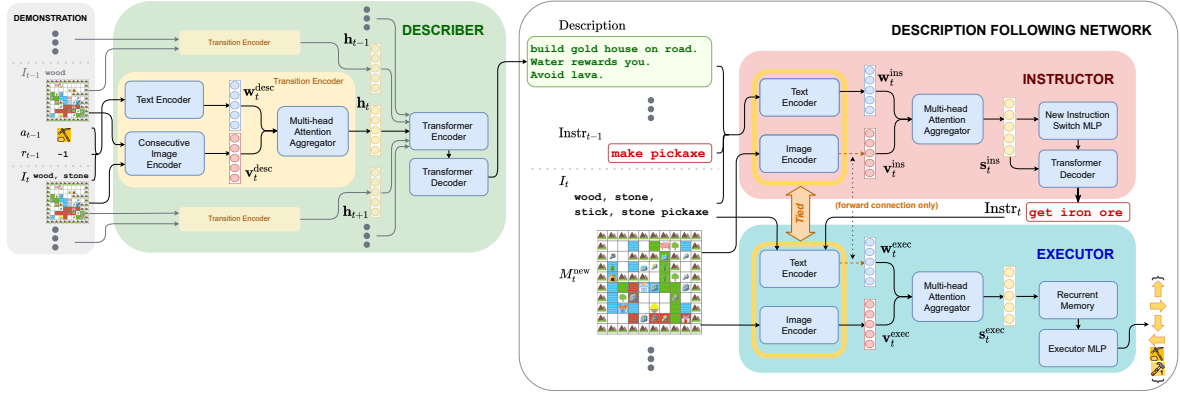 DEMONSTRATION
I_{t-1} wood
a_{t-1}
r_{t-1} -1
I_t wood, stone
DESCRIBER
Transition Encoder
h_{t-1}
Transition Encoder
Text Encoder
w_t^{desc}
Consecutive
Image
Encoder
v_t^{desc}
Multi-head
Attention
Aggregator
h_t
Transition Encoder
h_{t+1}
Transformer
Encoder
Transformer
Decoder
DESCRIPTION FOLLOWING NETWORK
Description
build gold house on road.
Water rewards you.
Avoid lava.
Instr_{t-1}
make pickaxe
I_t
wood, stone,
stick, stone pickaxe
M_t^{new}
INSTRUCTOR
Text
Encoder
Image
Encoder
w_t^{ins}
v_t^{ins}
Multi-head
Attention
Aggregator
s_t^{ins}
New Instruction
Switch MLP
Transformer
Decoder
Tied
(forward connection only)
Instr_t
get iron ore
EXECUTOR
Text
Encoder
Image
Encoder
w_t^{exec}
v_t^{exec}
Multi-head
Attention
Aggregator
s_t^{exec}
Recurrent
Memory
Executor MLP
{
}